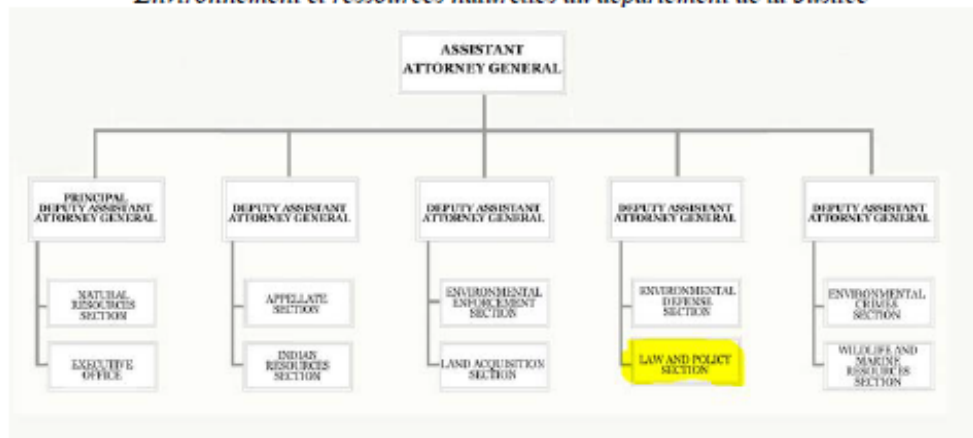 Environnement et ressources naturelles du département de la Justice
ASSISTANT
ATTORNEY GENERAL
PRINCIPAL
DEPUTY ASSISTANT
ATTORNEY GENERAL
DEPUTY ASSISTANT
ATTORNEY GENERAL
DEPUTY ASSISTANT
ATTORNEY GENERAL
DEPUTY ASSISTANT
ATTORNEY GENERAL
DEPUTY ASSISTANT
ATTORNEY GENERAL
NATURAL
RESOURCES
SECTION
APPELLATE
SECTION
ENVIRONMENTAL
ENFORCEMENT
SECTION
ENVIRONMENTAL
DEFENSE
SECTION
ENVIRONMENTAL
CRIMES
SECTION
EXECUTIVE
OFFICE
INDIAN
RESOURCES
SECTION
LAND ACQUISITION
SECTION
LAW AND POLICY
SECTION
WILDLIFE AND
MARINE
RESOURCES
SECTION